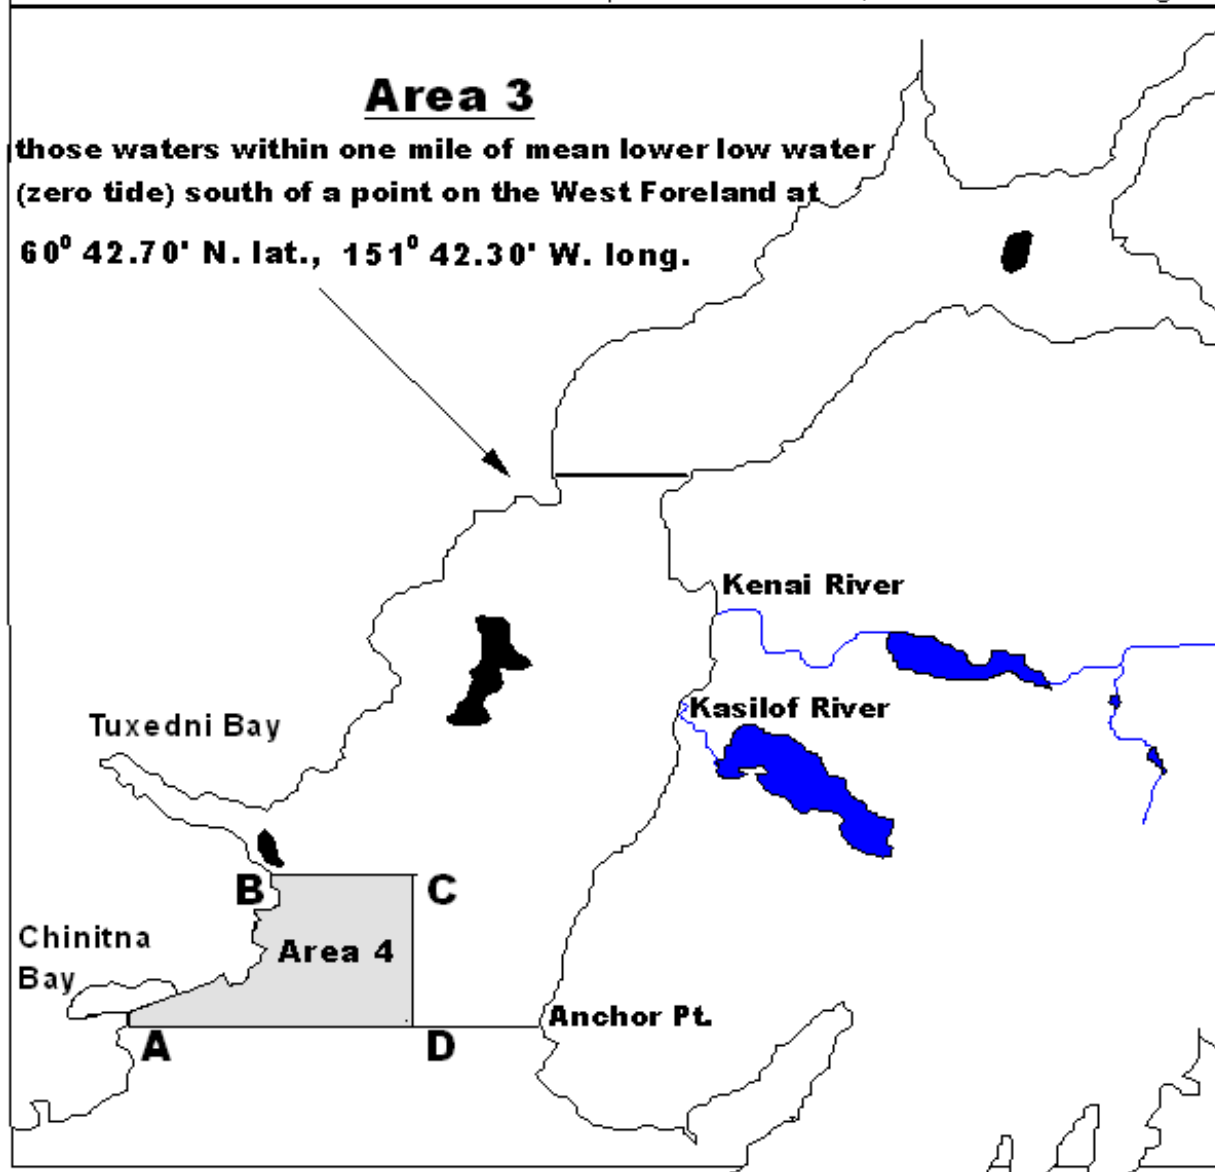 Area 3
those waters within one mile of mean lower low water
(zero tide) south of a point on the West Foreland at
60⁰ 42.70' N. lat., 151⁰ 42.30' W. long.
Kenai River
Kasilof River
Tuxedni Bay
B
C
Chinitna
Bay
Area 4
Anchor Pt.
A
D